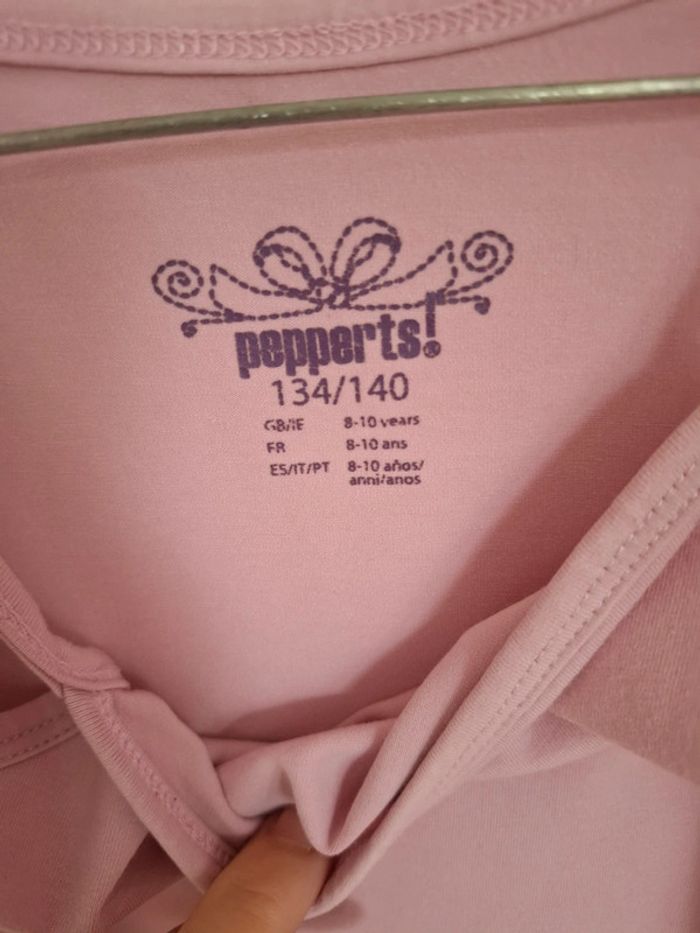 pepperts!®
134/140
GB/IE 8-10 years
FR 8-10 ans
ES/IT/PT 8-10 años/
anni/anos